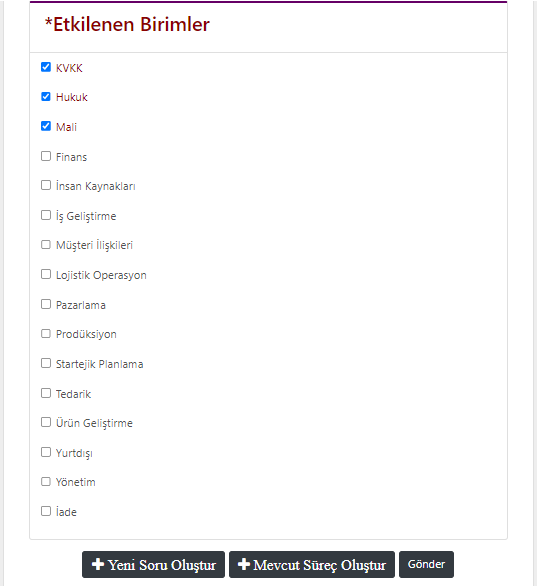 *Etkilenen Birimler
KVKK
Hukuk
Mali
Finans
İnsan Kaynakları
İş Geliştirme
Müşteri İlişkileri
Lojistik Operasyon
Pazarlama
Prodüksiyon
Startejik Planlama
Tedarik
Ürün Geliştirme
Yurtdışı
Yönetim
İade
+ Yeni Soru Oluştur + Mevcut Süreç Oluştur Gönder